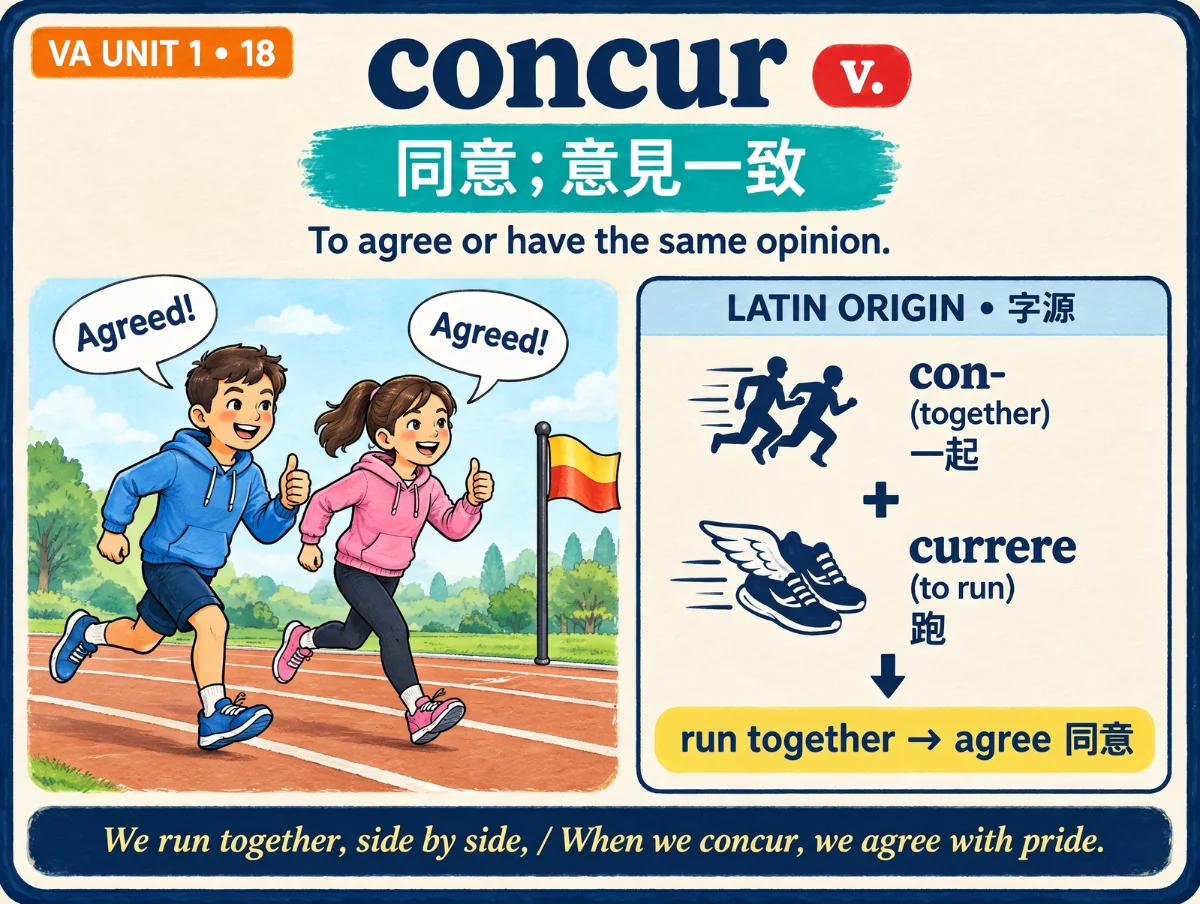 VA UNIT 1 • 18
concur v.
同意；意見一致
To agree or have the same opinion.
Agreed!
Agreed!
LATIN ORIGIN • 字源
con-
(together)
一起
+
currere
(to run)
跑
run together → agree 同意
We run together, side by side, / When we concur, we agree with pride.